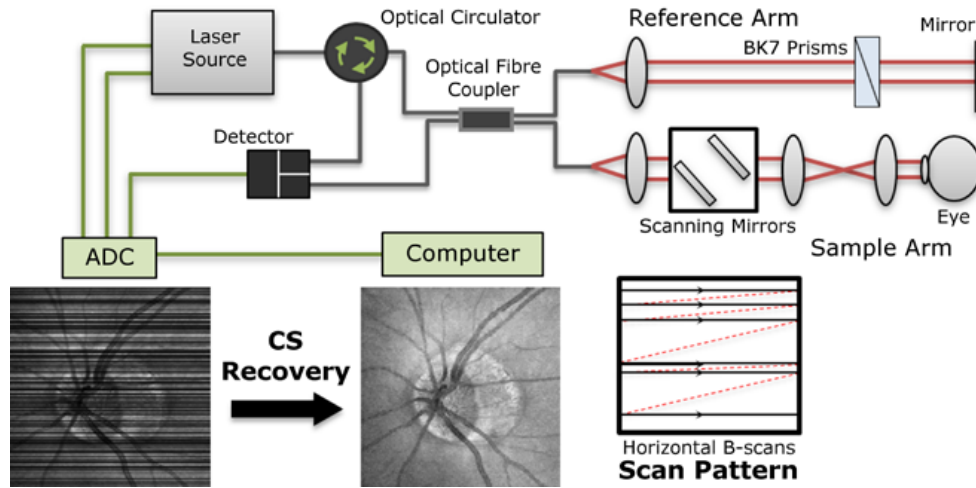 Laser
Source
Optical Circulator
Optical Fibre
Coupler
Reference Arm
BK7 Prisms
Mirror
Detector
Scanning Mirrors
Eye
Sample Arm
ADC
Computer
CS
Recovery
Horizontal B-scans
Scan Pattern